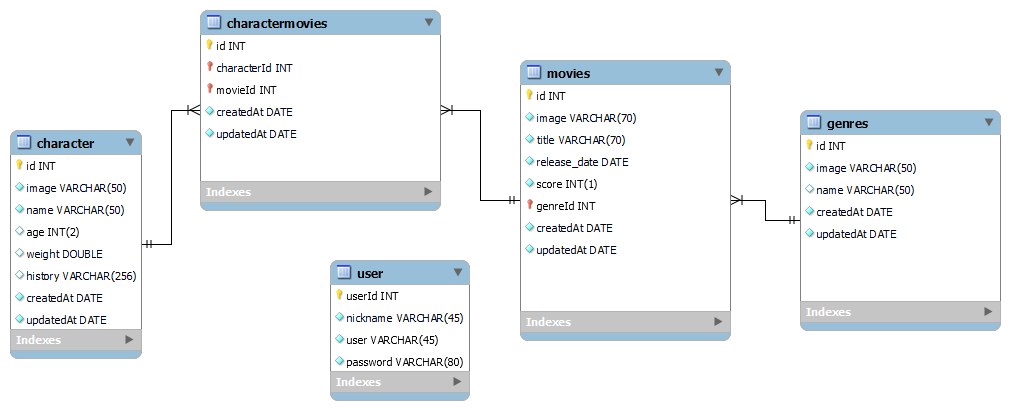 charactermovies
id INT
characterId INT
movieId INT
createdAt DATE
updatedAt DATE
Indexes
character
id INT
image VARCHAR(50)
name VARCHAR(50)
age INT(2)
weight DOUBLE
history VARCHAR(256)
createdAt DATE
updatedAt DATE
Indexes
user
userId INT
nickname VARCHAR(45)
user VARCHAR(45)
password VARCHAR(80)
Indexes
movies
id INT
image VARCHAR(70)
title VARCHAR(70)
release_date DATE
score INT(1)
genreId INT
createdAt DATE
updatedAt DATE
Indexes
genres
id INT
image VARCHAR(50)
name VARCHAR(50)
createdAt DATE
updatedAt DATE
Indexes